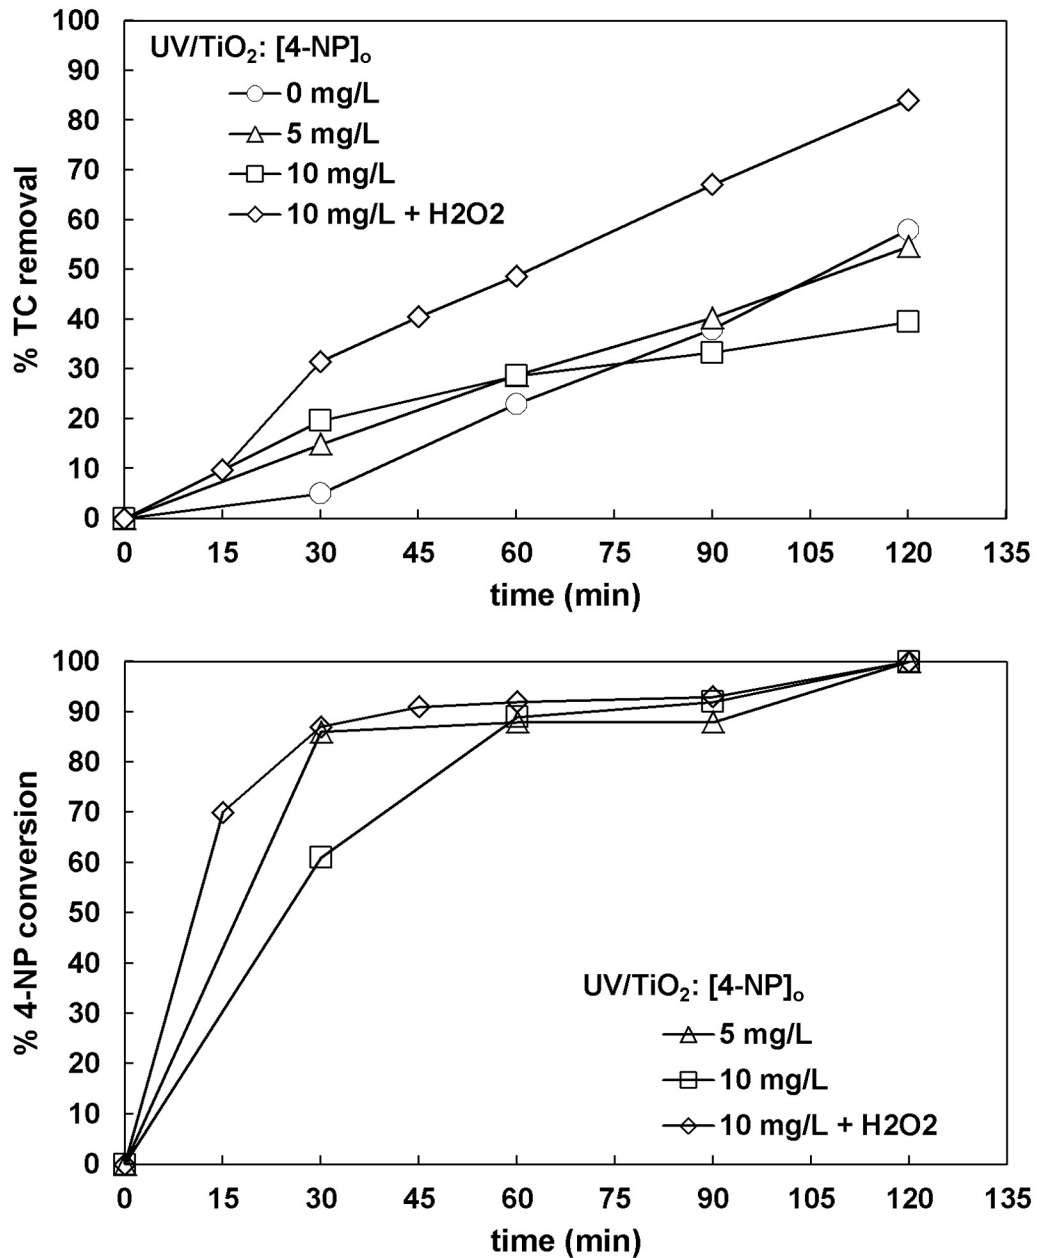 100
90
80
70
60
50
40
30
20
10
0
% TC removal
UV/TiO₂: [4-NP]ₒ
0 mg/L
5 mg/L
10 mg/L
10 mg/L + H2O2
0 15 30 45 60 75 90 105 120 135
time (min)
100
90
80
70
60
50
40
30
20
10
0
% 4-NP conversion
UV/TiO₂: [4-NP]ₒ
5 mg/L
10 mg/L
10 mg/L + H2O2
0 15 30 45 60 75 90 105 120 135
time (min)